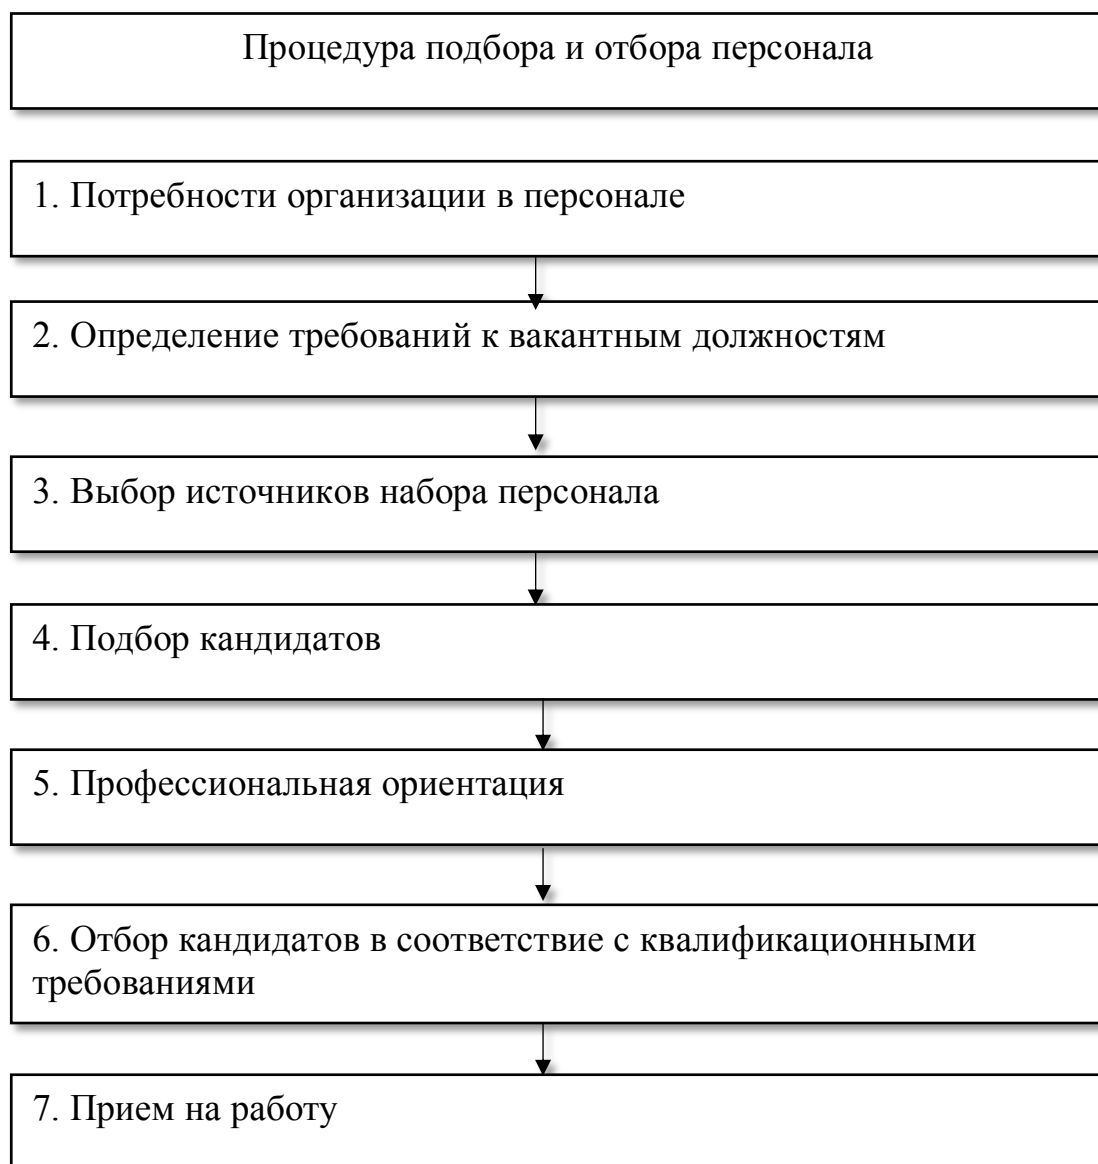 Процедура подбора и отбора персонала
1. Потребности организации в персонале
2. Определение требований к вакантным должностям
3. Выбор источников набора персонала
4. Подбор кандидатов
5. Профессиональная ориентация
6. Отбор кандидатов в соответствие с квалификационными
требованиями
7. Прием на работу